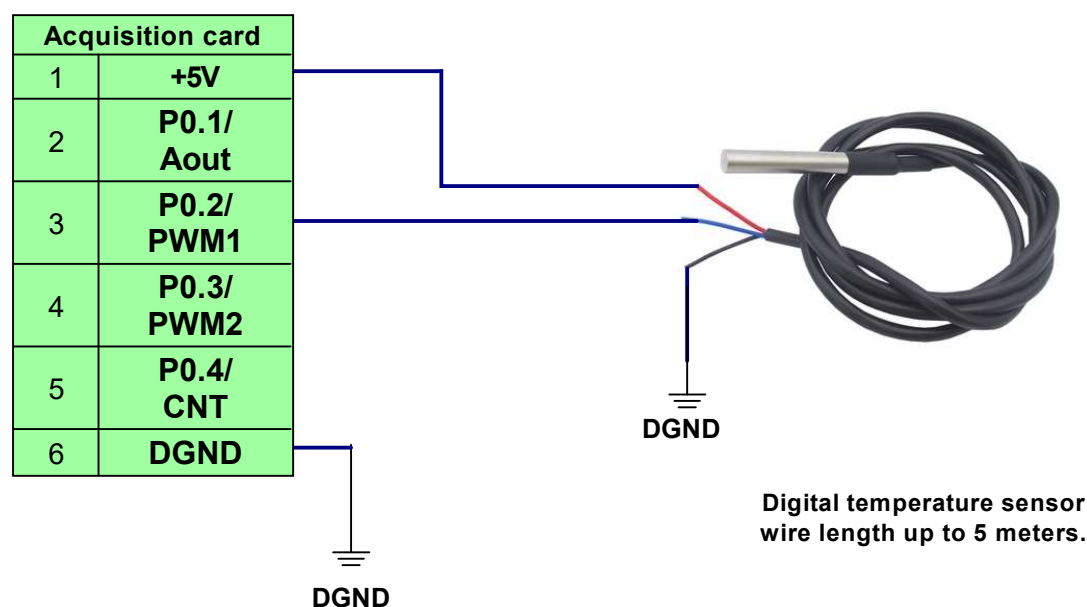 Acquisition card
1 +5V
2 P0.1/
Aout
3 P0.2/
PWM1
4 P0.3/
PWM2
5 P0.4/
CNT
6 DGND
DGND
DGND
Digital temperature sensor
wire length up to 5 meters.